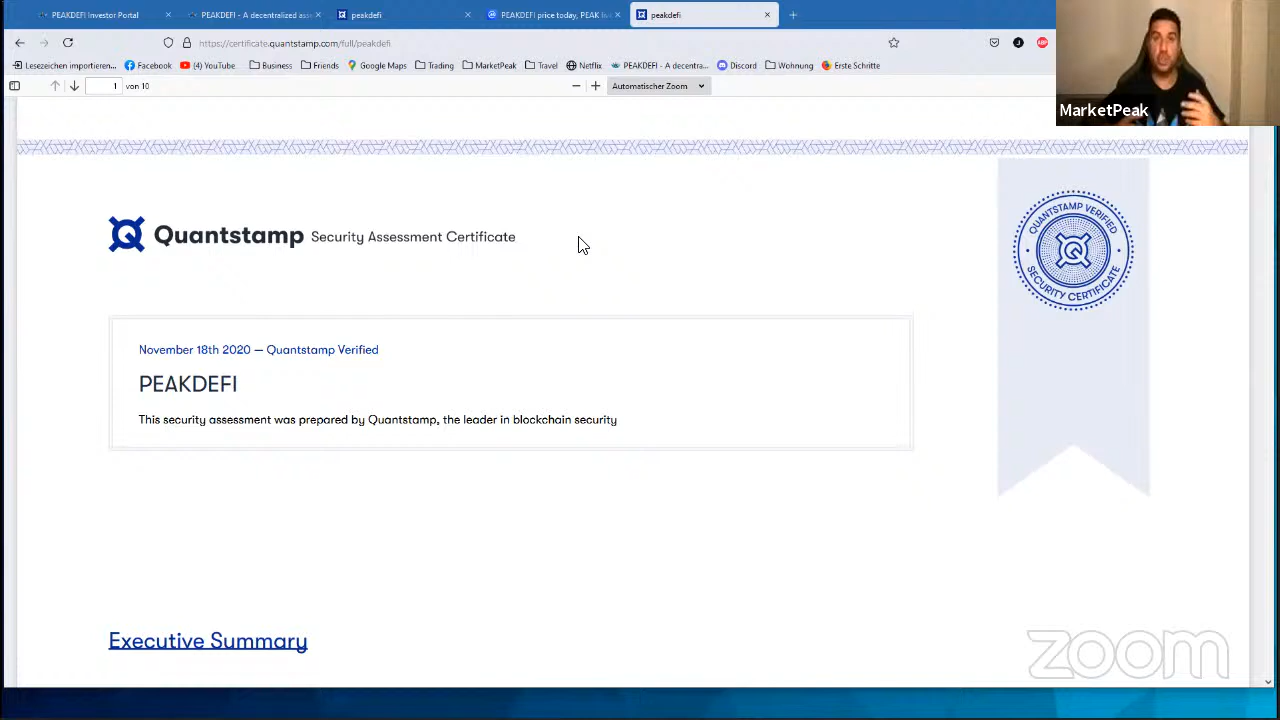 PEAKDEFI Investor Portal
PEAKDEFI - A decentralized ass
peakdefi
PEAKDEFI price today, PEAK li
peakdefi
https://certificate.quantstamp.com/full/peakdefi
Lesezeichen importieren...
Facebook
(4) YouTube
Business
Friends
Google Maps
Trading
MarketPeak
Travel
Netflix
PEAKDEFI - A decentra...
Discord
Wohnung
Erste Schritte
1 von 10
Automatischer Zoom
MarketPeak
Quantstamp Security Assessment Certificate
QUANTSTAMP VERIFIED
SECURITY CERTIFICATE
November 18th 2020 — Quantstamp Verified
PEAKDEFI
This security assessment was prepared by Quantstamp, the leader in blockchain security
Executive Summary
zoom